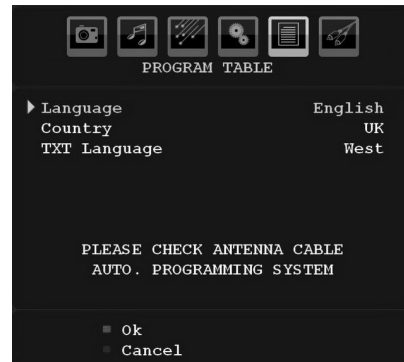 PROGRAM TABLE
Language English
Country UK
TXT Language West
PLEASE CHECK ANTENNA CABLE
AUTO. PROGRAMMING SYSTEM
Ok
Cancel